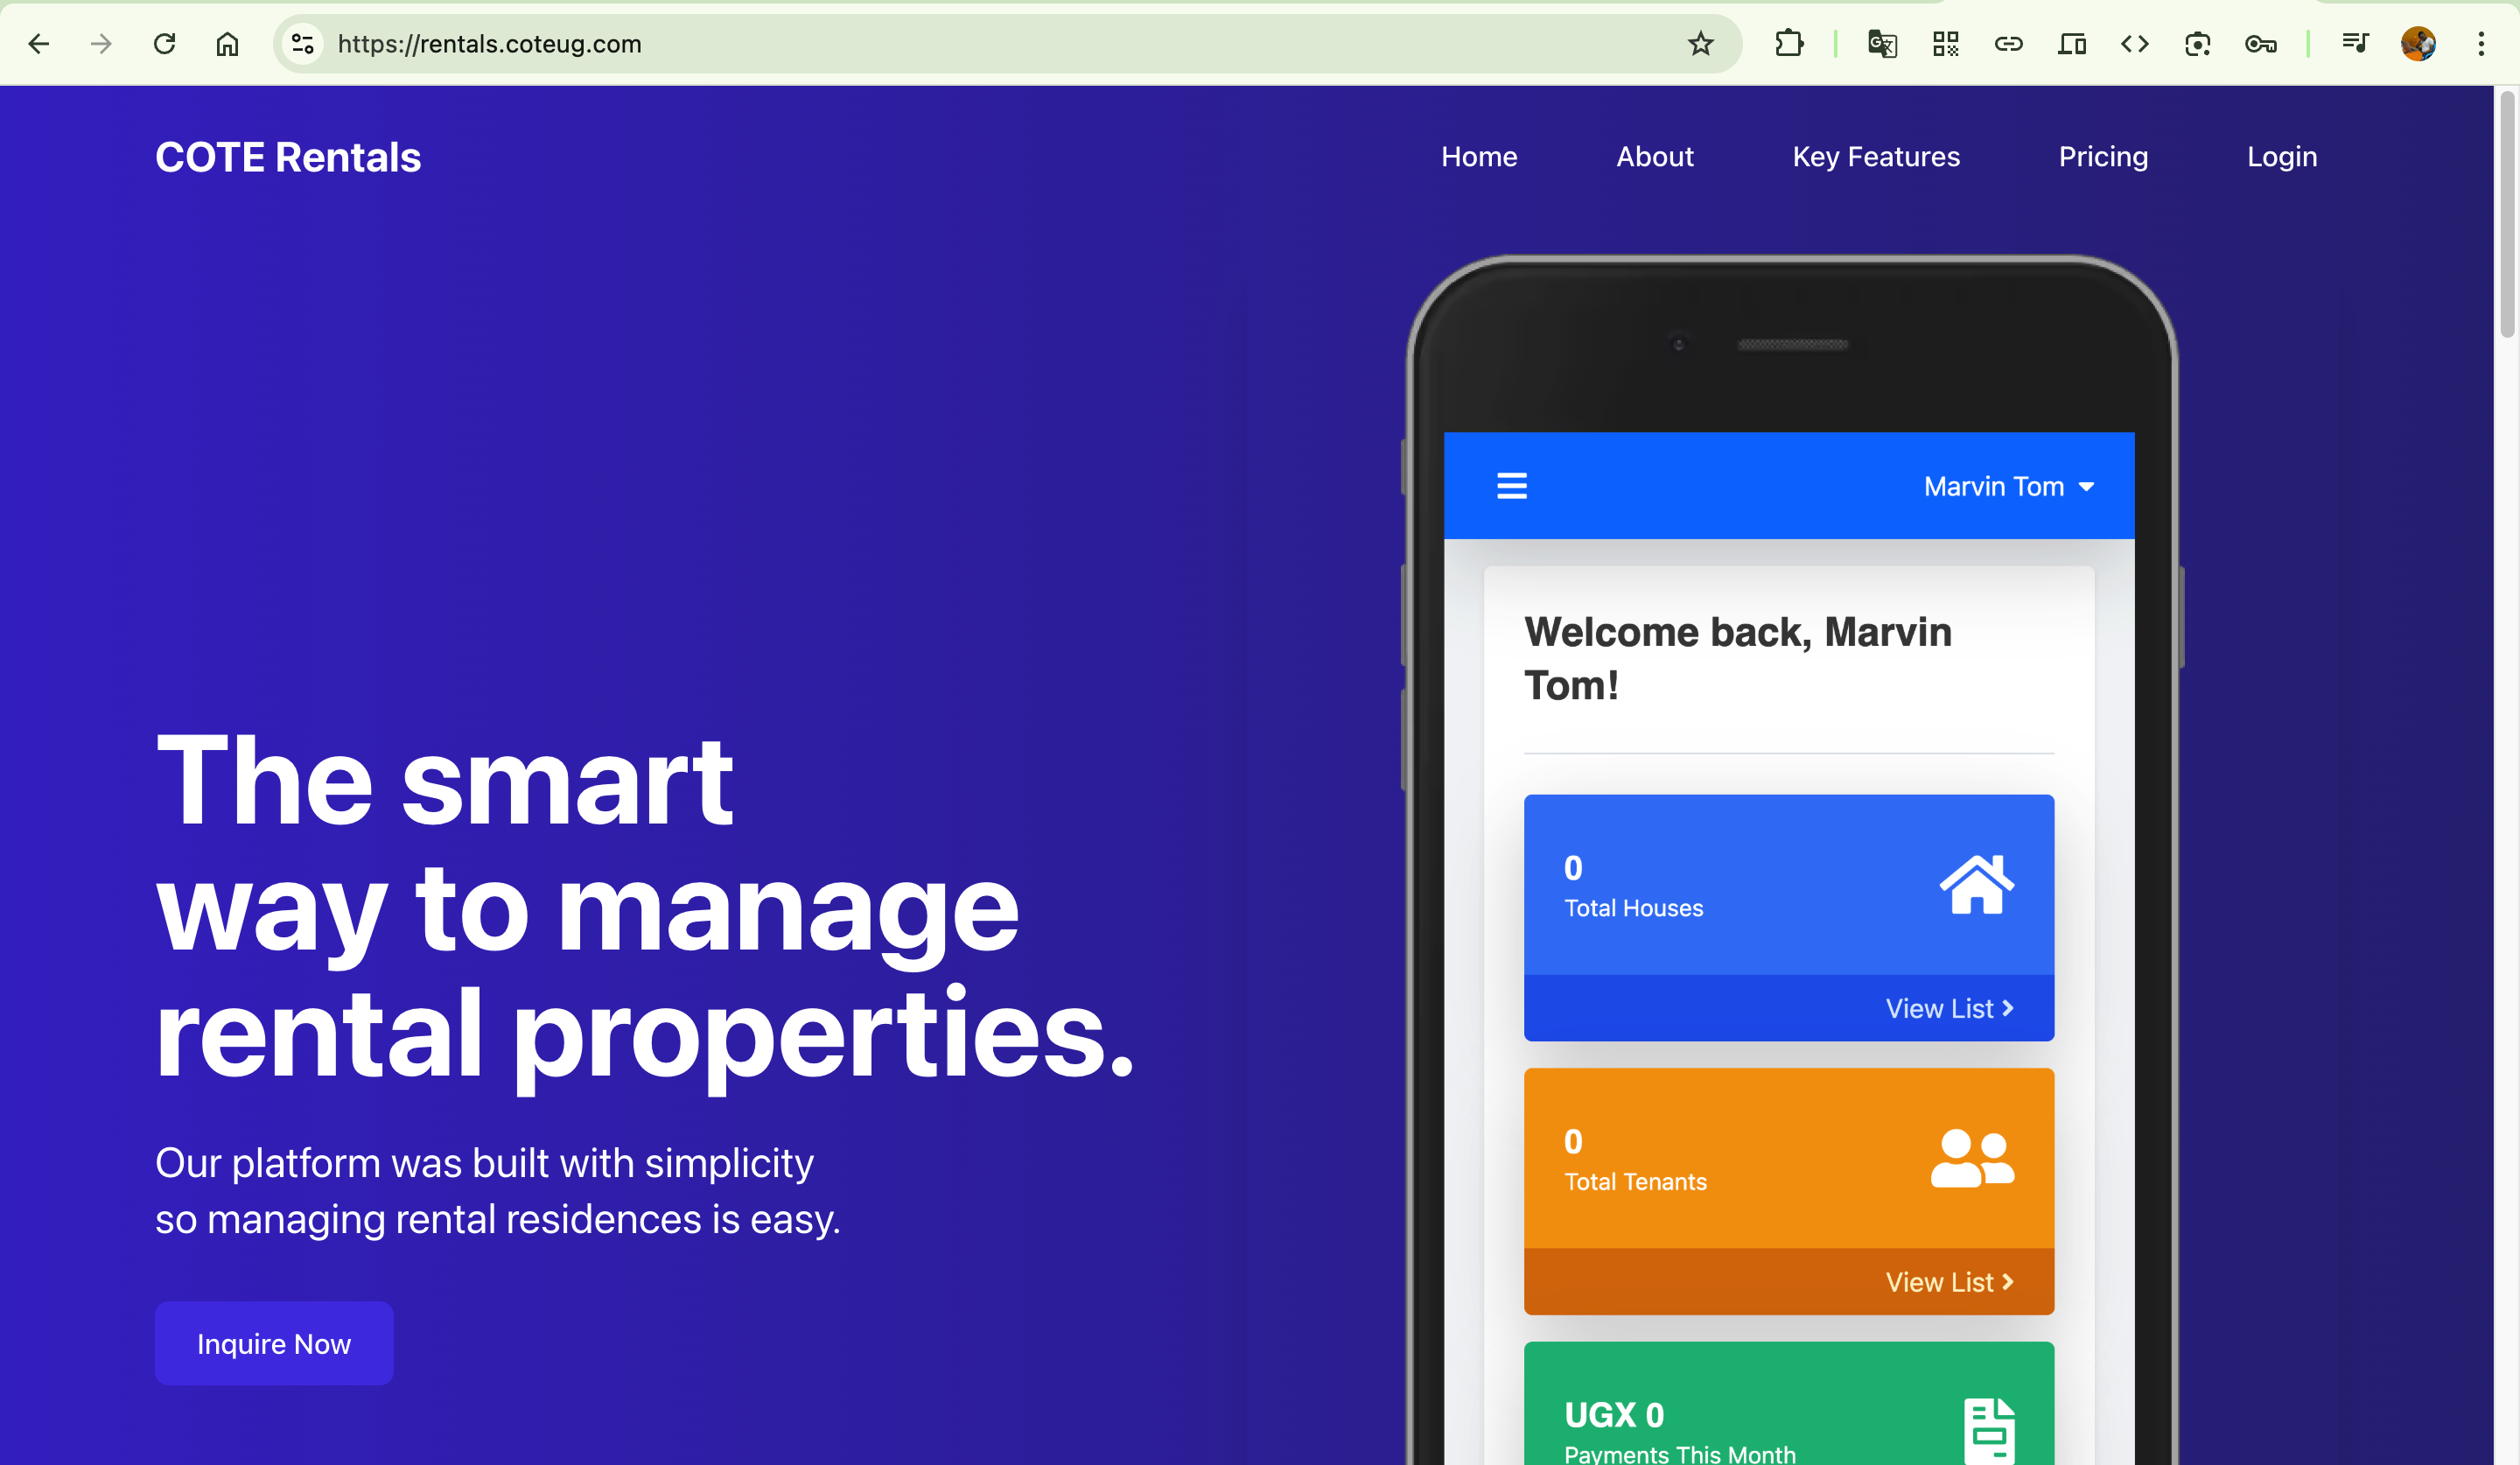 https://rentals.coteug.com
COTE Rentals
Home
About
Key Features
Pricing
Login
The smart
way to manage
rental properties.
Our platform was built with simplicity
so managing rental residences is easy.
Inquire Now
Marvin Tom
Welcome back, Marvin
Tom!
0
Total Houses
View List
0
Total Tenants
View List
UGX 0
Payments This Month